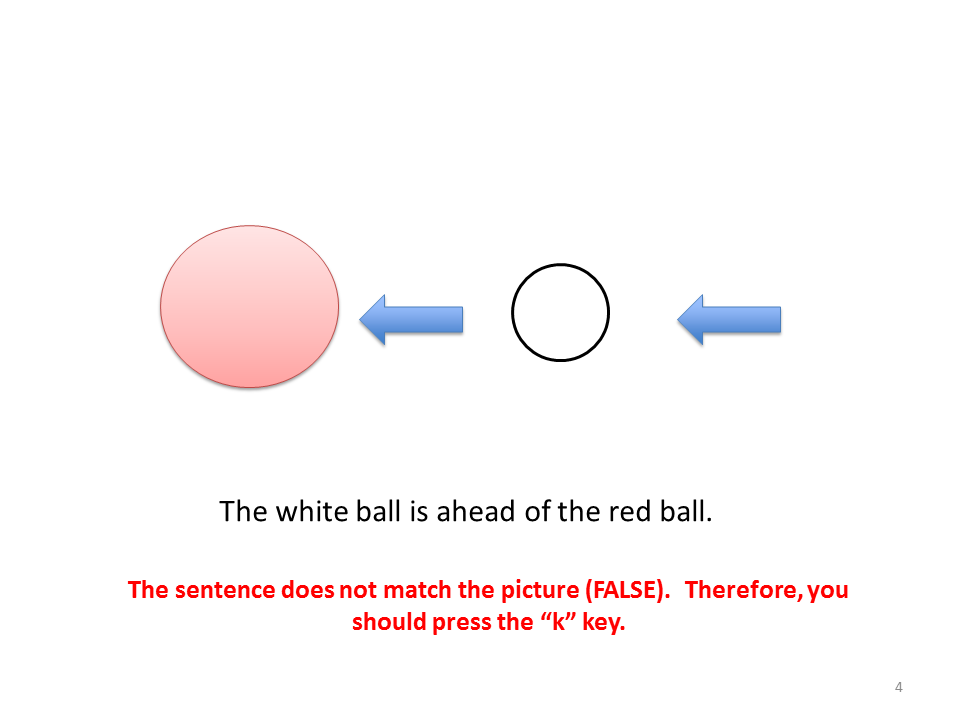 The white ball is ahead of the red ball.
The sentence does not match the picture (FALSE).  Therefore, you
should press the “k” key.
4